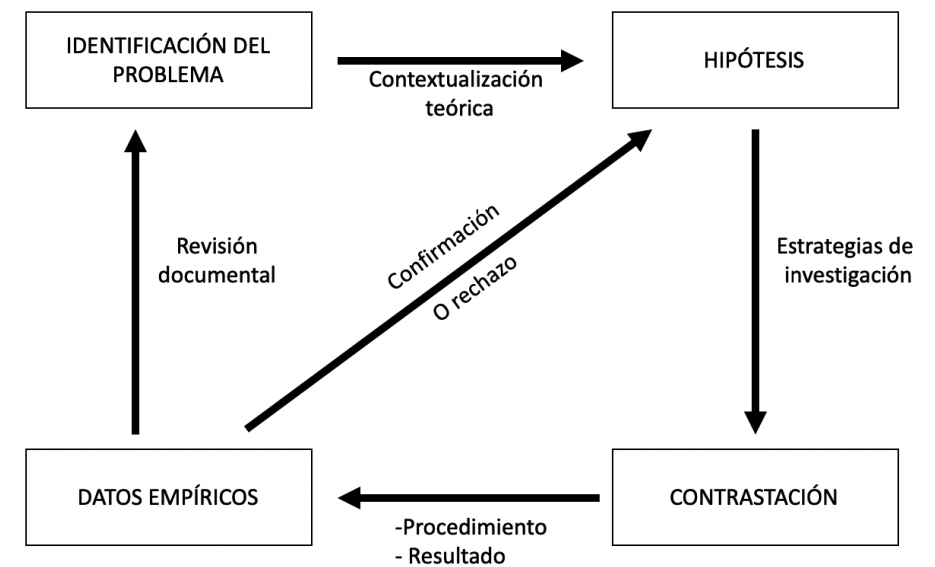 IDENTIFICACIÓN DEL
PROBLEMA
Contextualización
teórica
HIPÓTESIS
Revisión
documental
Confirmación
O rechazo
Estrategias de
investigación
DATOS EMPÍRICOS
-Procedimiento
- Resultado
CONTRASTACIÓN